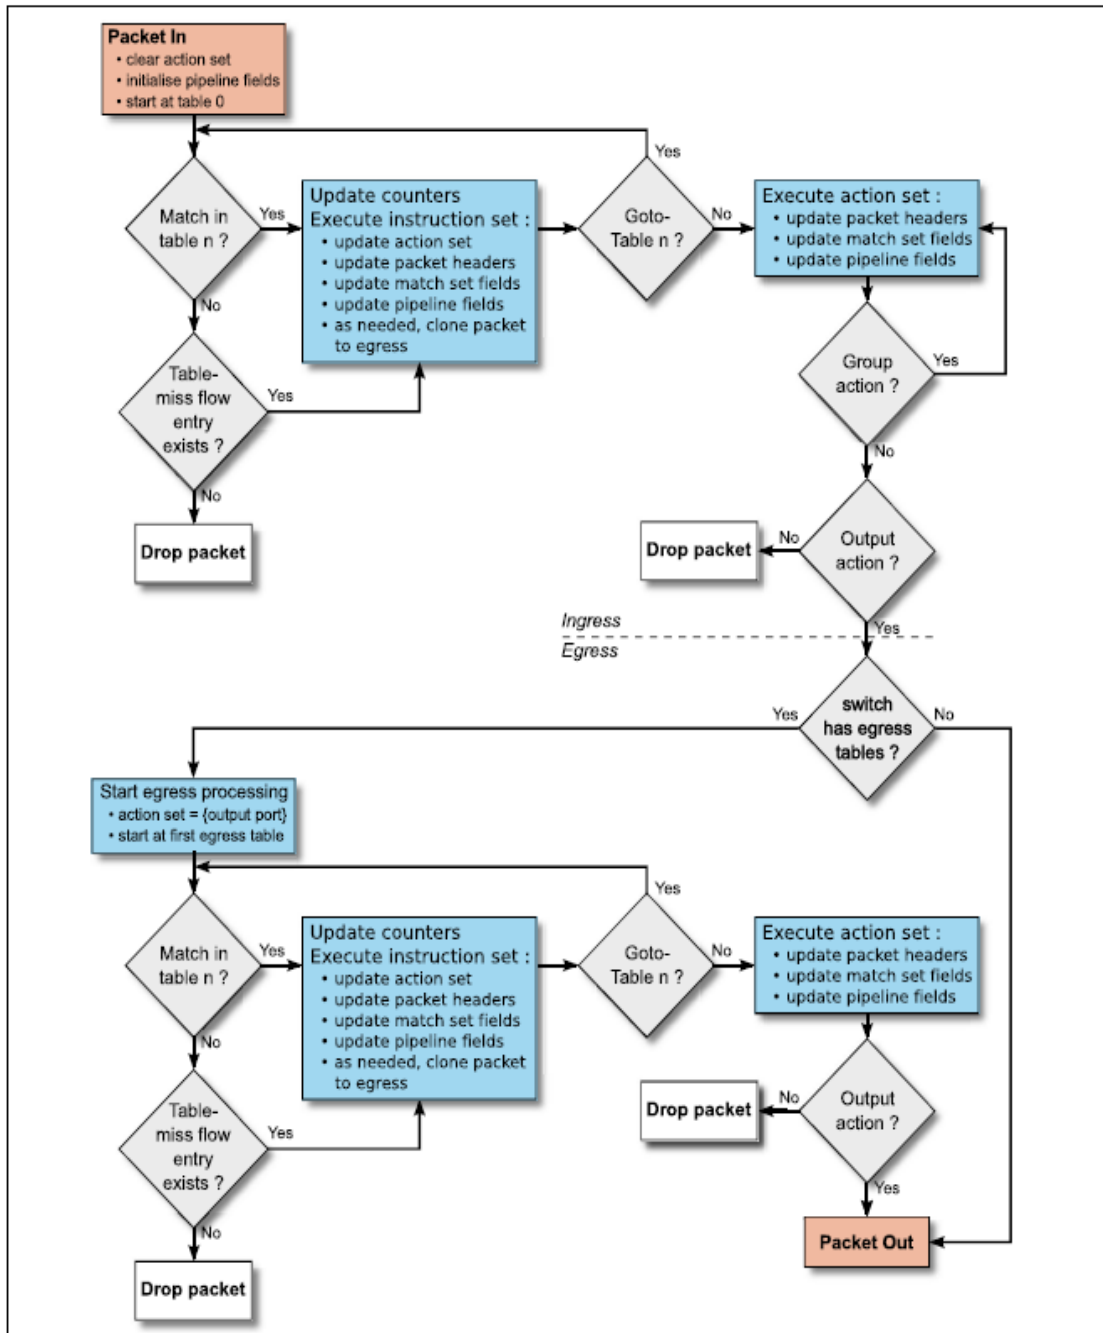 Packet In
• clear action set
• initialise pipeline fields
• start at table 0
Yes
Match in
table n ?
Yes
Update counters
Execute instruction set :
• update action set
• update packet headers
• update match set fields
• update pipeline fields
• as needed, clone packet
to egress
Goto-
Table n ?
No
Execute action set :
• update packet headers
• update match set fields
• update pipeline fields
No
Table-
miss flow
entry
exists ?
Yes
Group
action ?
Yes
No
Drop packet
No
Output
action ?
No
Drop packet
Ingress
Yes
Egress
switch
has egress
tables ?
Yes
No
Start egress processing
• action set = {output port}
• start at first egress table
Yes
Match in
table n ?
Yes
Update counters
Execute instruction set :
• update action set
• update packet headers
• update match set fields
• update pipeline fields
• as needed, clone packet
to egress
Goto-
Table n ?
No
Execute action set :
• update packet headers
• update match set fields
• update pipeline fields
No
Table-
miss flow
entry
exists ?
Yes
Output
action ?
No
Drop packet
No
Drop packet
Yes
Packet Out